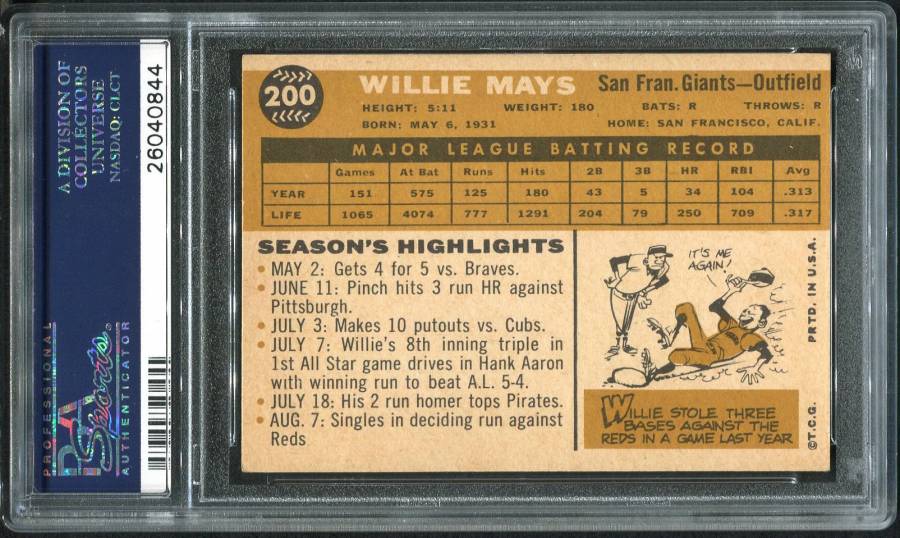 A DIVISION OF
COLLECTORS
UNIVERSE
NASDAQ: CLCT
26040844
PROFESSIONAL
PSA
Sports
AUTHENTICATOR
200
WILLIE MAYS
San Fran. Giants—Outfield
HEIGHT: 5:11 WEIGHT: 180 BATS: R THROWS: R
BORN: MAY 6, 1931 HOME: SAN FRANCISCO, CALIF.
MAJOR LEAGUE BATTING RECORD
Games At Bat Runs Hits 2B 3B HR RBI Avg
YEAR 151 575 125 180 43 5 34 104 .313
LIFE 1065 4074 777 1291 204 79 250 709 .317
SEASON'S HIGHLIGHTS
• MAY 2: Gets 4 for 5 vs. Braves.
• JUNE 11: Pinch hits 3 run HR against
Pittsburgh.
• JULY 3: Makes 10 putouts vs. Cubs.
• JULY 7: Willie's 8th inning triple in
1st All Star game drives in Hank Aaron
with winning run to beat A.L. 5-4.
• JULY 18: His 2 run homer tops Pirates.
• AUG. 7: Singles in deciding run against
Reds.
IT'S ME
AGAIN!
WILLIE STOLE THREE
BASES AGAINST THE
REDS IN A GAME LAST YEAR
©T.C.G. PRTD. IN U.S.A.